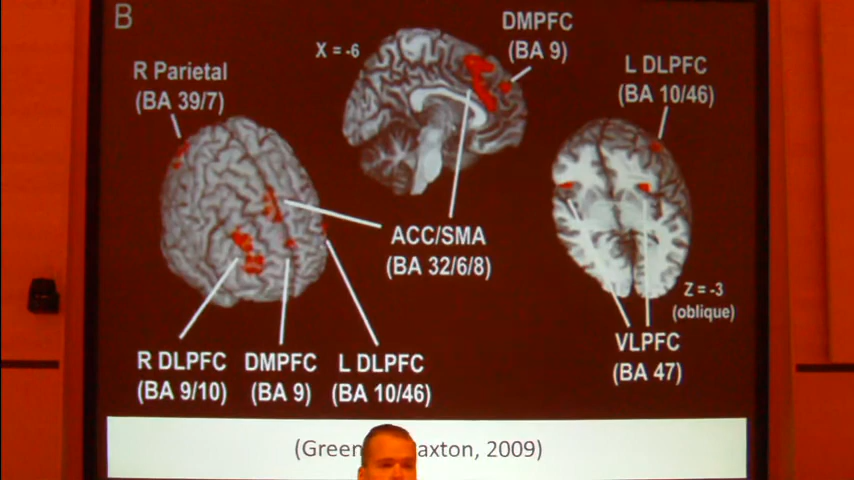 B
DMPFC
(BA 9)
X = -6
R Parietal
(BA 39/7)
L DLPFC
(BA 10/46)
ACC/SMA
(BA 32/6/8)
Z = -3
(oblique)
VLPFC
(BA 47)
R DLPFC
(BA 9/10)
DMPFC
(BA 9)
L DLPFC
(BA 10/46)
(Green axton, 2009)